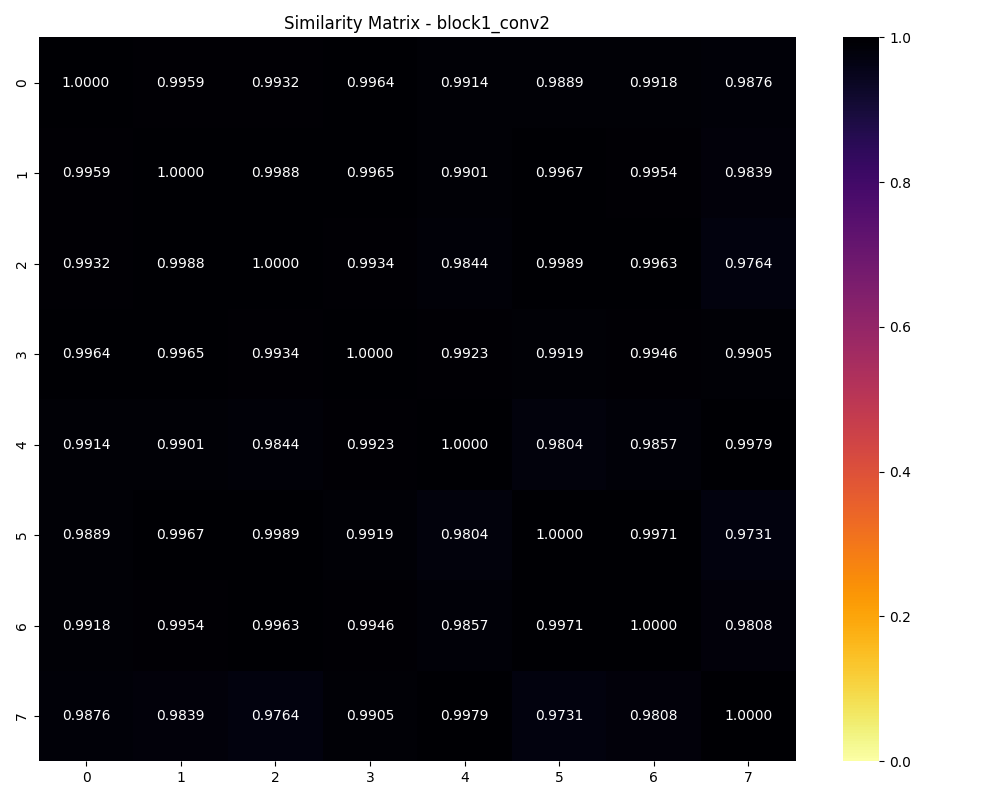 Similarity Matrix - block1_conv2
0 1.0000 0.9959 0.9932 0.9964 0.9914 0.9889 0.9918 0.9876
1 0.9959 1.0000 0.9988 0.9965 0.9901 0.9967 0.9954 0.9839
2 0.9932 0.9988 1.0000 0.9934 0.9844 0.9989 0.9963 0.9764
3 0.9964 0.9965 0.9934 1.0000 0.9923 0.9919 0.9946 0.9905
4 0.9914 0.9901 0.9844 0.9923 1.0000 0.9804 0.9857 0.9979
5 0.9889 0.9967 0.9989 0.9919 0.9804 1.0000 0.9971 0.9731
6 0.9918 0.9954 0.9963 0.9946 0.9857 0.9971 1.0000 0.9808
7 0.9876 0.9839 0.9764 0.9905 0.9979 0.9731 0.9808 1.0000
0 1 2 3 4 5 6 7
1.0
0.8
0.6
0.4
0.2
0.0